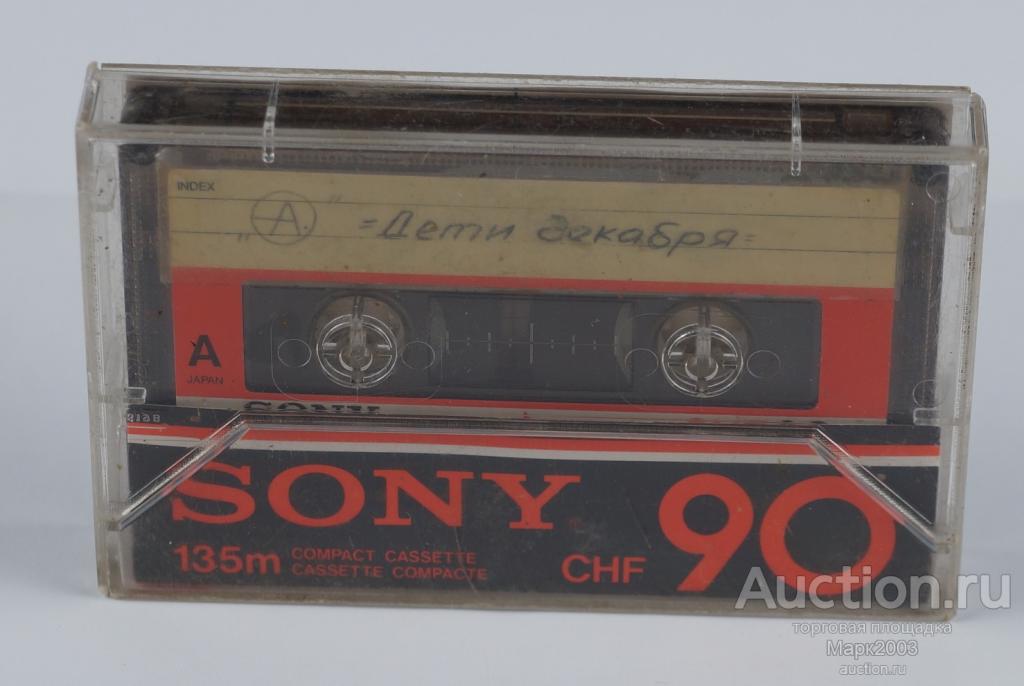 INDEX
„A." =Дети декабря=
A
JAPAN
SONY
SONY
135m COMPACT CASSETTE
CASSETTE COMPACTE
CHF 90
Auction.ru
торговая площадка
Марк2003
auction.ru